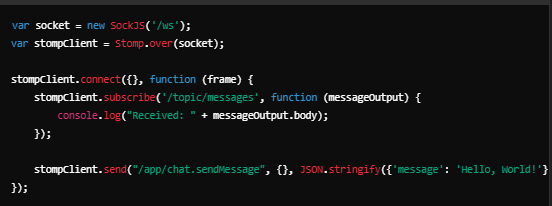 var socket = new SockJS('/ws');
var stompClient = Stomp.over(socket);
stompClient.connect({}, function (frame) {
stompClient.subscribe('/topic/messages', function (messageOutput) {
console.log("Received: " + messageOutput.body);
});
stompClient.send("/app/chat.sendMessage", {}, JSON.stringify({'message': 'Hello, World!'}
});